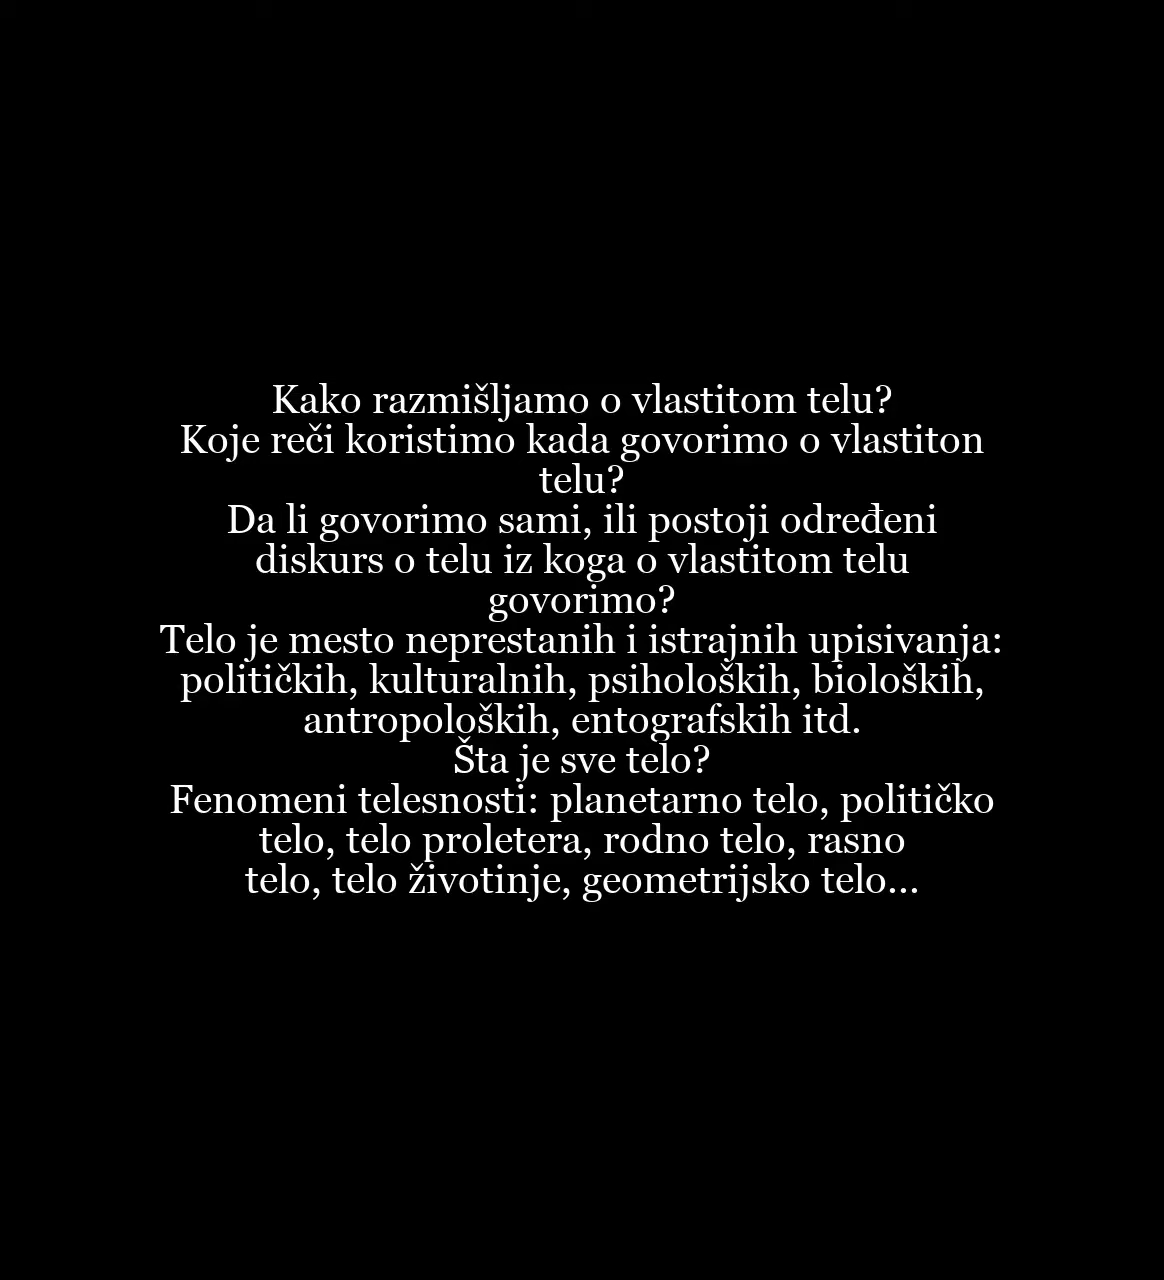 Kako razmišljamo o vlastitom telu?
Koje reči koristimo kada govorimo o vlastiton
telu?
Da li govorimo sami, ili postoji određeni
diskurs o telu iz koga o vlastitom telu
govorimo?
Telo je mesto neprestanih i istrajnih upisivanja:
političkih, kulturalnih, psiholoških, bioloških,
antropoloških, entografskih itd.
Šta je sve telo?
Fenomeni telesnosti: planetarno telo, političko
telo, telo proletera, rodno telo, rasno
telo, telo životinje, geometrijsko telo...